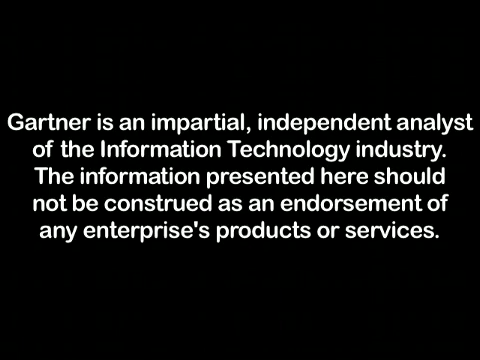 Gartner is an impartial, independent analyst
of the Information Technology industry.
The information presented here should
not be construed as an endorsement of
any enterprise's products or services.